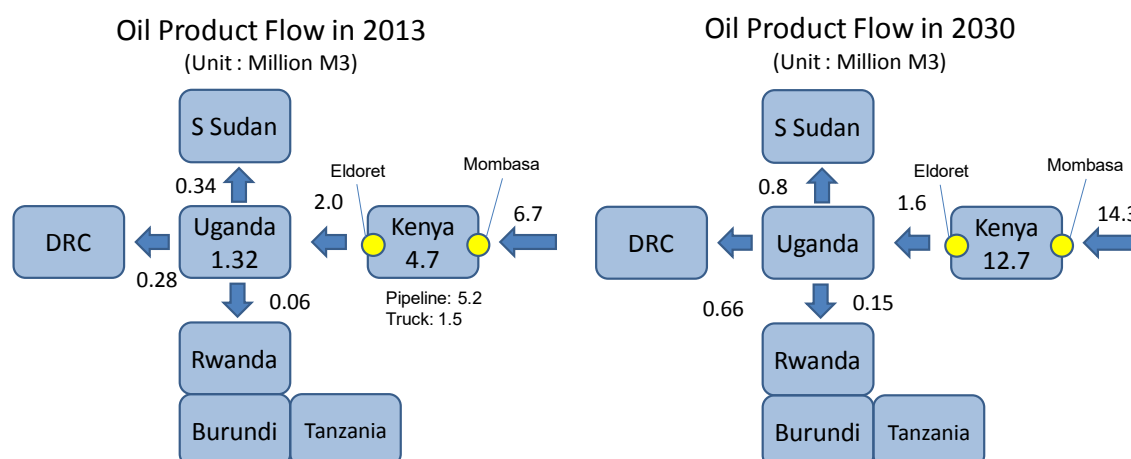 Oil Product Flow in 2013
(Unit : Million M3)
S Sudan
Eldoret
Mombasa
0.34
2.0
6.7
DRC
Uganda
1.32
Kenya
4.7
0.28
0.06
Pipeline: 5.2
Truck: 1.5
Rwanda
Burundi
Tanzania
Oil Product Flow in 2030
(Unit : Million M3)
S Sudan
Eldoret
Mombasa
0.8
1.6
14.3
DRC
Uganda
Kenya
12.7
0.66
0.15
Rwanda
Burundi
Tanzania